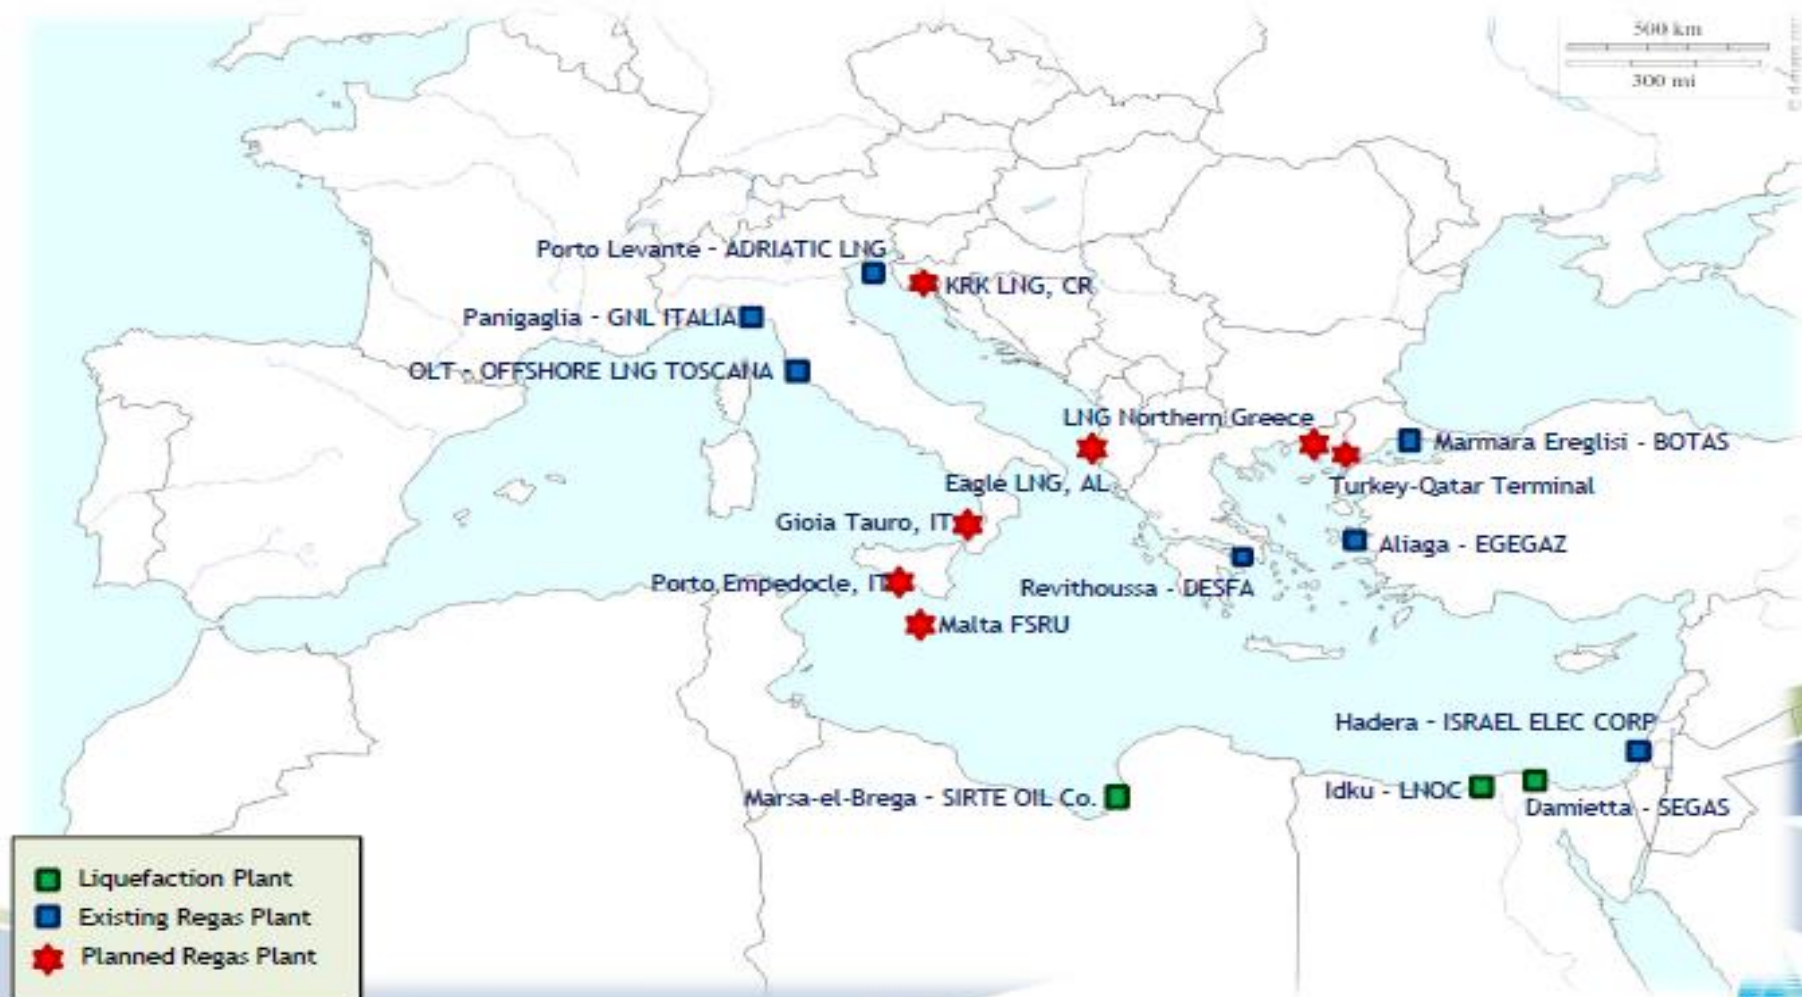 500 km
300 mi
Porto Levante - ADRIATIC LNG
KRK LNG, CR
Panigaglia - GNL ITALIA
OLT - OFFSHORE LNG TOSCANA
LNG Northern Greece
Marmara Ereglisi - BOTAS
Eagle LNG, AL
Turkey-Qatar Terminal
Gioia Tauro, IT
Aliaga - EGEGAZ
Porto Empedocle, IT
Revithoussa - DESFA
Malta FSRU
Hadera - ISRAEL ELEC CORP
Marsa-el-Brega - SIRTE OIL Co.
Idku - LNOC
Damietta - SEGAS
Liquefaction Plant
Existing Regas Plant
Planned Regas Plant